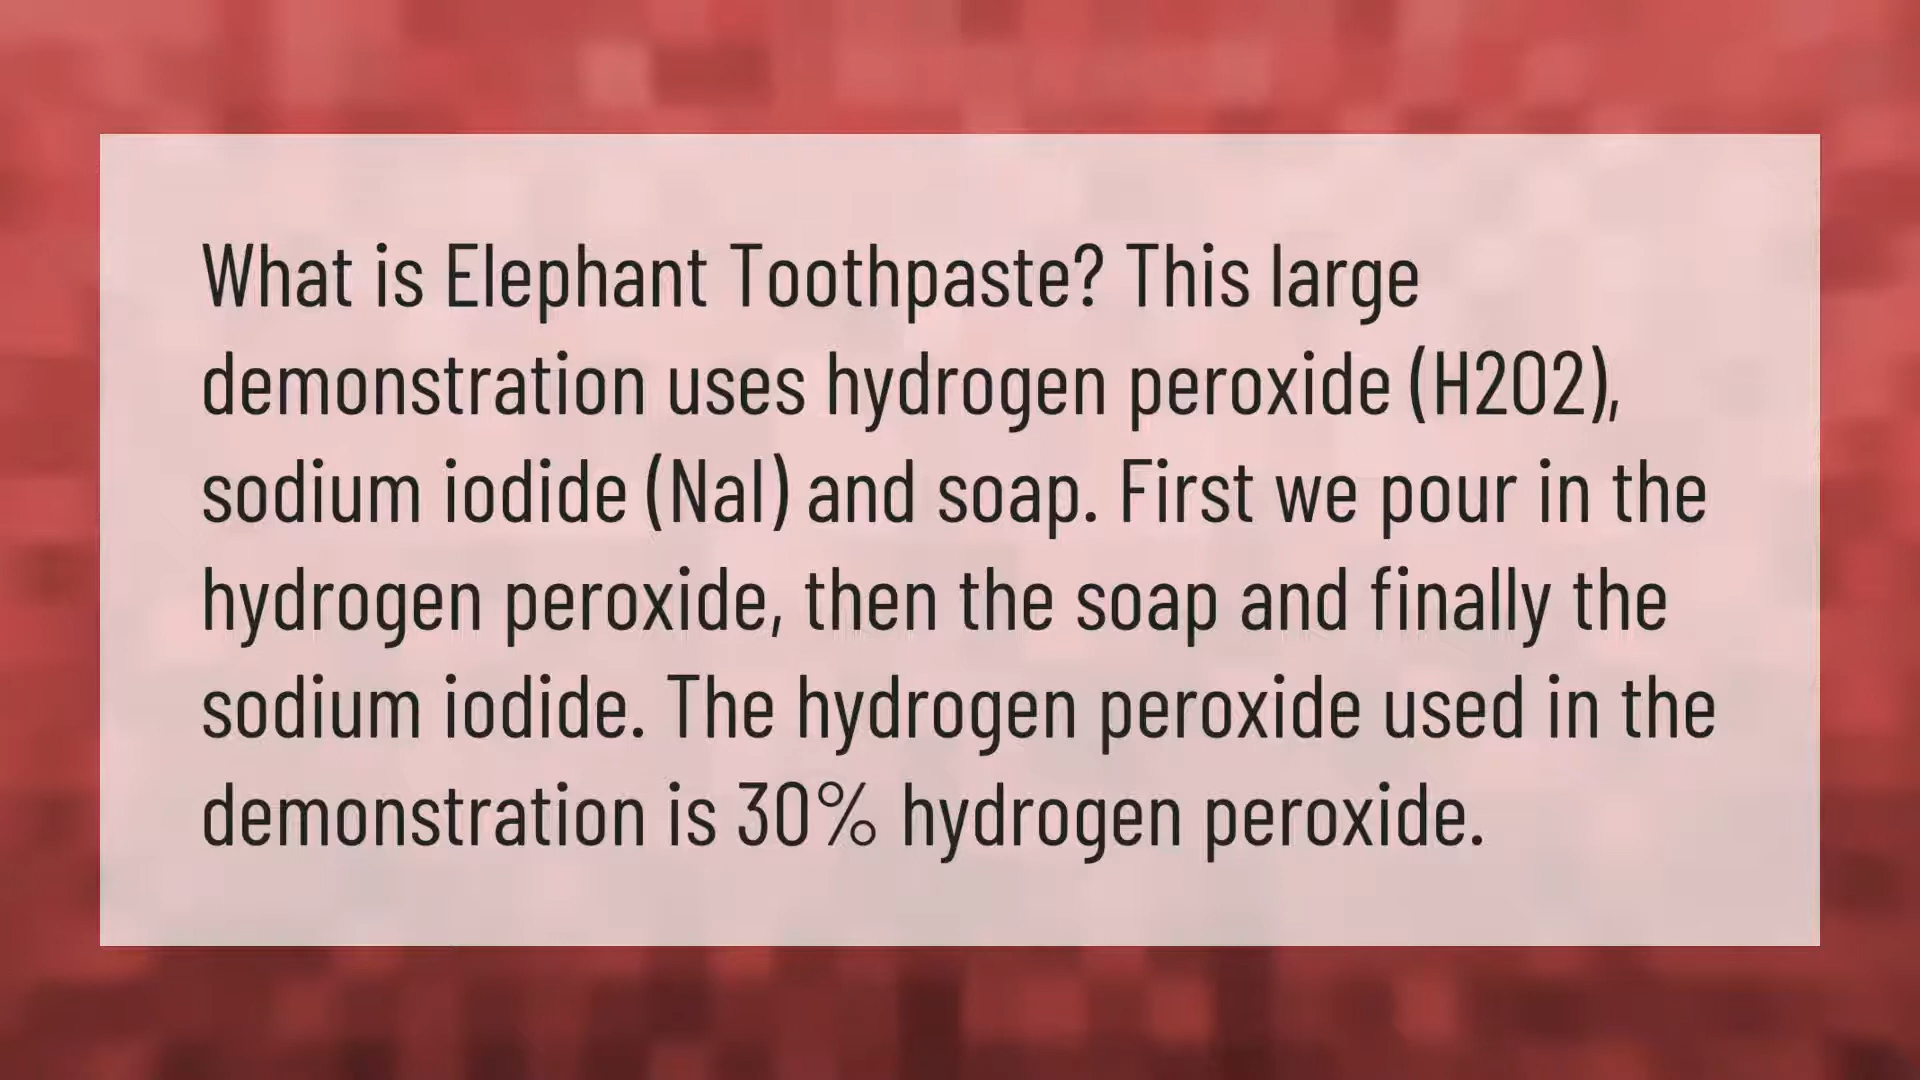 What is Elephant Toothpaste? This large
demonstration uses hydrogen peroxide (H2O2),
sodium iodide (NaI) and soap. First we pour in the
hydrogen peroxide, then the soap and finally the
sodium iodide. The hydrogen peroxide used in the
demonstration is 30% hydrogen peroxide.